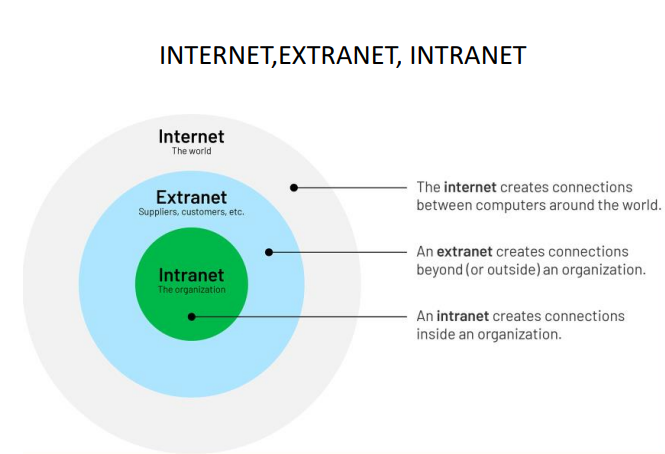 INTERNET,EXTRANET, INTRANET
Internet
The world
Extranet
Suppliers, customers, etc.
Intranet
The organization
The internet creates connections
between computers around the world.
An extranet creates connections
beyond (or outside) an organization.
An intranet creates connections
inside an organization.